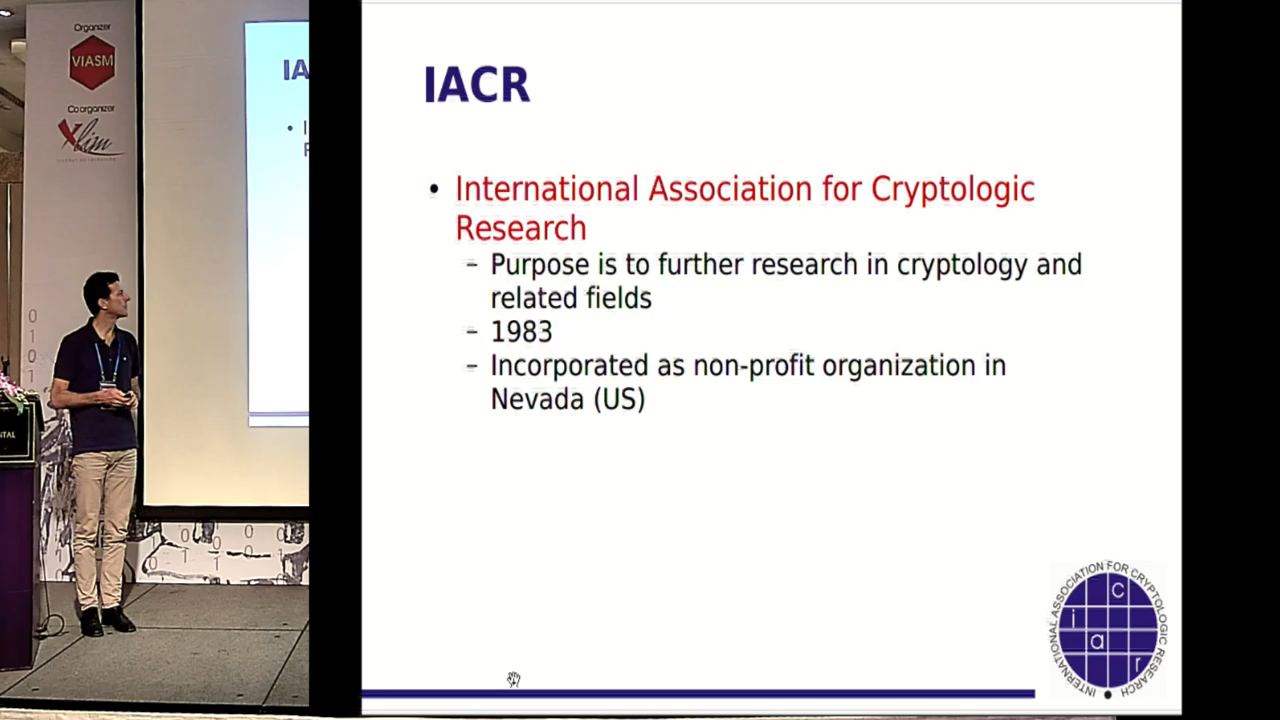 Organizer
VIASM
Co organizer
Xlim
IA
IACR
• International Association for Cryptologic
Research
– Purpose is to further research in cryptology and
related fields
– 1983
– Incorporated as non-profit organization in
Nevada (US)
INTERNATIONAL ASSOCIATION FOR CRYPTOLOGIC RESEARCH
i a c r